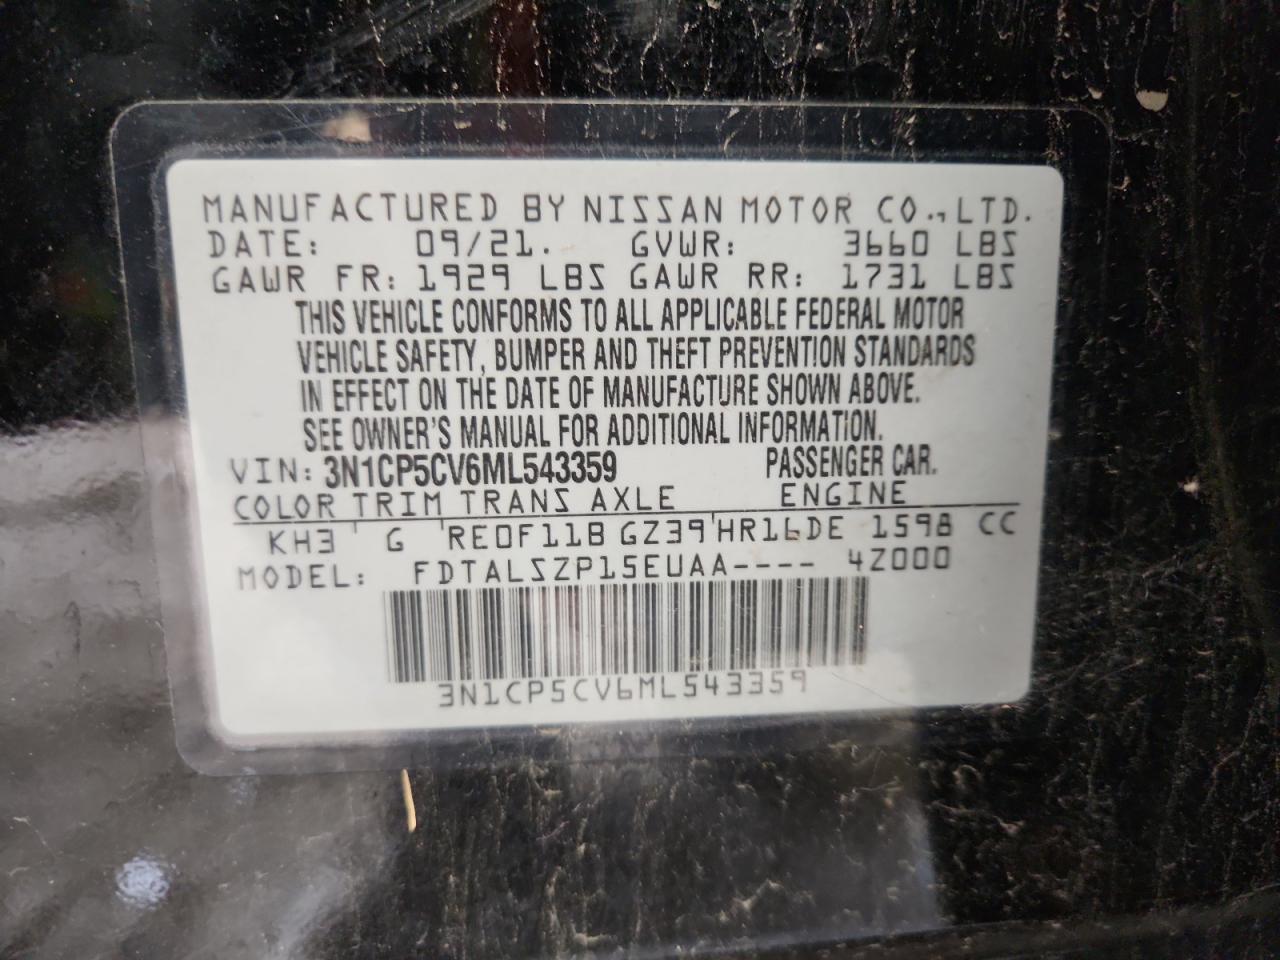 MANUFACTURED BY NISSAN MOTOR CO., LTD.
DATE: 09/21. GVWR: 3660 LBS
GAWR FR: 1929 LBS GAWR RR: 1731 LBS
THIS VEHICLE CONFORMS TO ALL APPLICABLE FEDERAL MOTOR
VEHICLE SAFETY, BUMPER AND THEFT PREVENTION STANDARDS
IN EFFECT ON THE DATE OF MANUFACTURE SHOWN ABOVE.
SEE OWNER'S MANUAL FOR ADDITIONAL INFORMATION.
VIN: 3N1CP5CV6ML543359 PASSENGER CAR.
COLOR TRIM TRANS AXLE ENGINE
KH3 G RE0F11B GZ39 HR16DE 1598 CC
MODEL: FDTALSZP15EUAA---- 4Z000
3N1CP5CV6ML543359